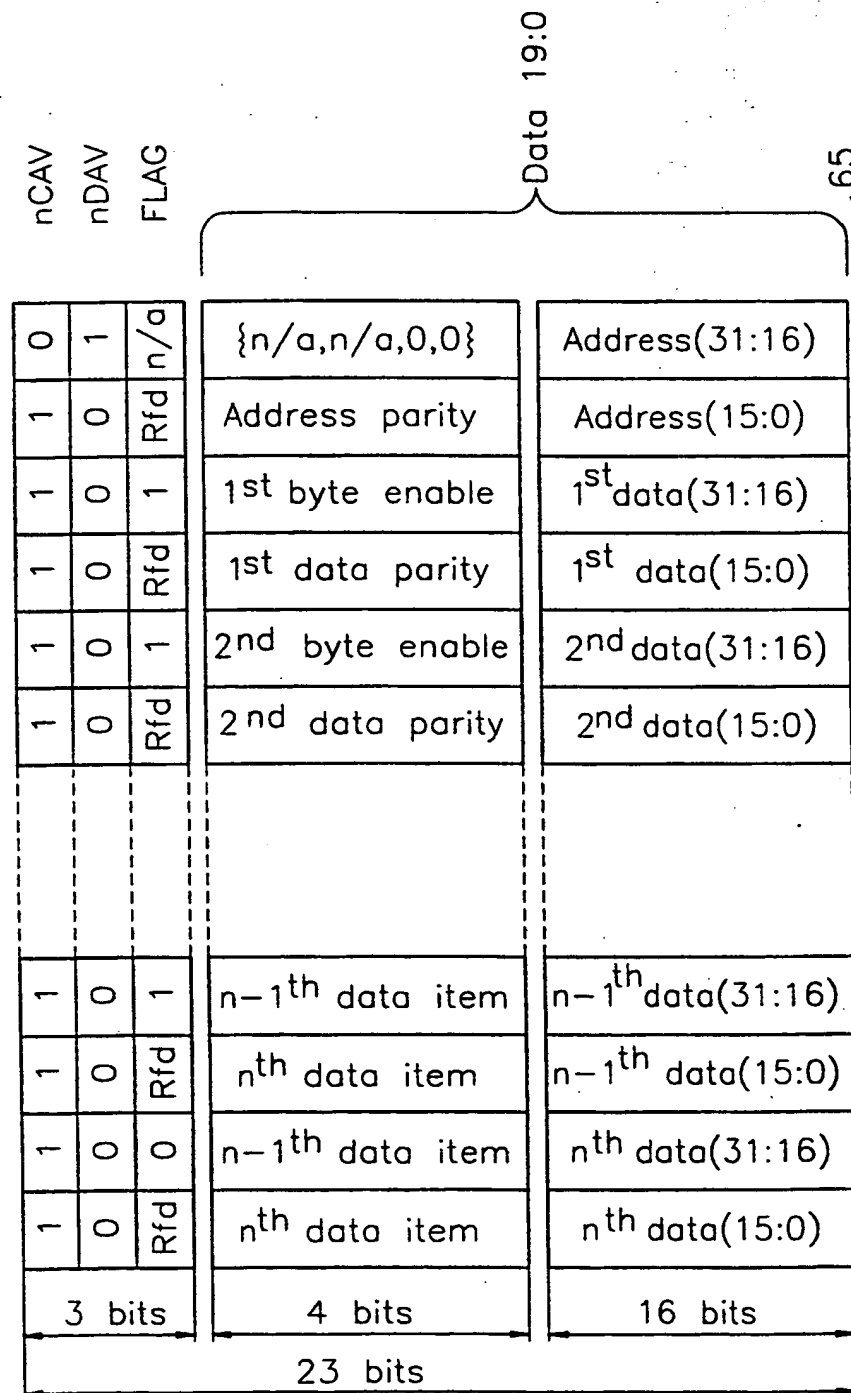 nCAV
nDAV
FLAG
Data 19:0
65
0 1 n/a {n/a,n/a,0,0} Address(31:16)
1 0 Rfd Address parity Address(15:0)
1 0 1 1st byte enable 1st data(31:16)
1 0 Rfd 1st data parity 1st data(15:0)
1 0 1 2nd byte enable 2nd data(31:16)
1 0 Rfd 2nd data parity 2nd data(15:0)
1 0 1 n-1th data item n-1th data(31:16)
1 0 Rfd nth data item n-1th data(15:0)
1 0 0 n-1th data item nth data(31:16)
1 0 Rfd nth data item nth data(15:0)
3 bits 4 bits 16 bits
23 bits